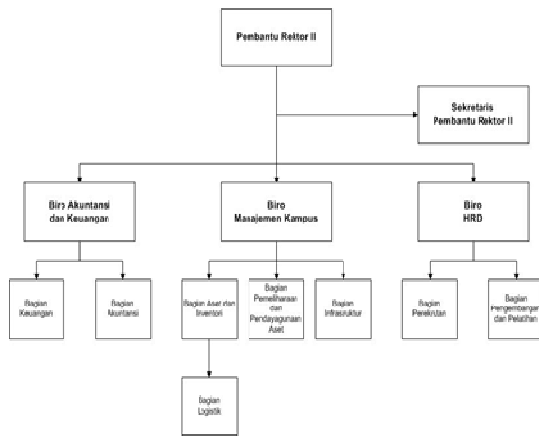 Pembantu Rektor II
Sekretaris
Pembantu Rektor II
Biro Akuntansi
dan Keuangan
Biro
Manajemen Kampus
Biro
HRD
Bagian
Keuangan
Bagian
Akuntansi
Bagian Aset dan
Inventori
Bagian
Pemeliharaan
dan
Pendayagunaan
Aset
Bagian
Infrastruktur
Bagian
Perekrutan
Bagian
Pengembangan
dan Pelatihan
Bagian
Logistik